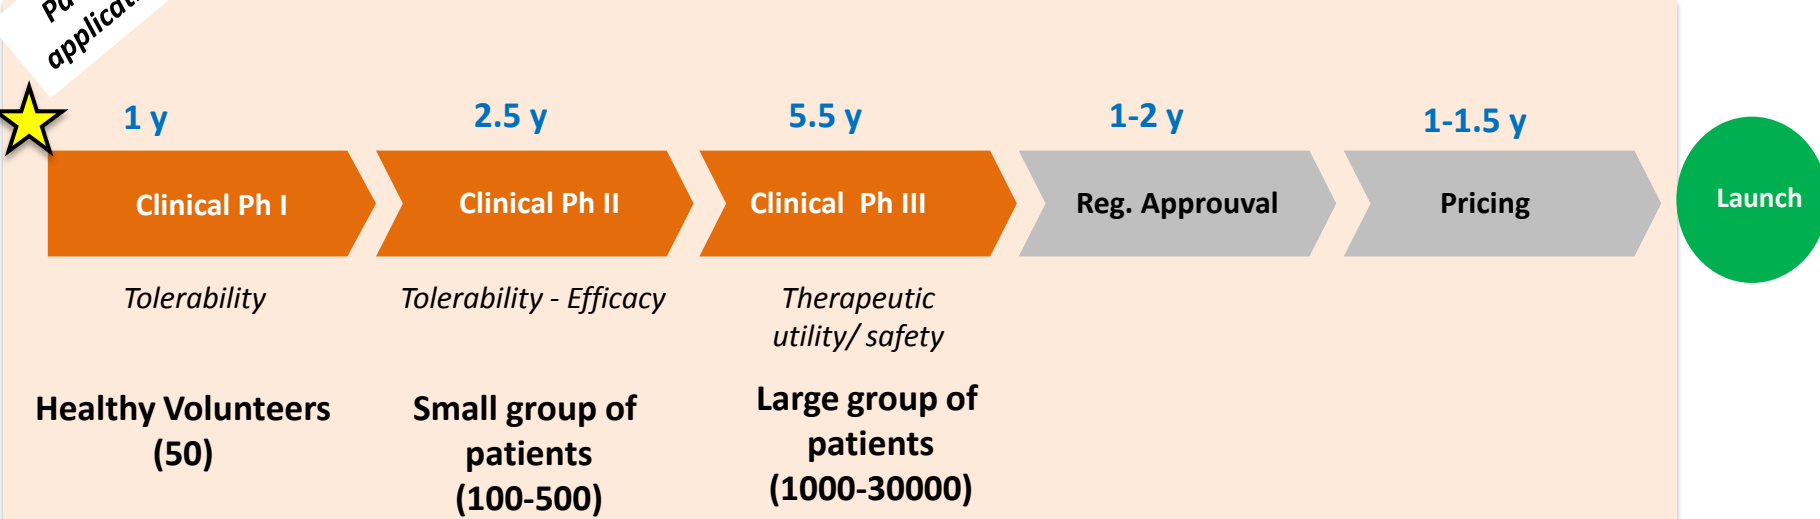 applicati
1 y
2.5 y
5.5 y
1-2 y
1-1.5 y
Clinical Ph I
Clinical Ph II
Clinical  Ph III
Reg. Approuval
Pricing
Launch
Tolerability
Tolerability - Efficacy
Therapeutic
utility/ safety
Healthy Volunteers
(50)
Small group of
patients
(100-500)
Large group of
patients
(1000-30000)